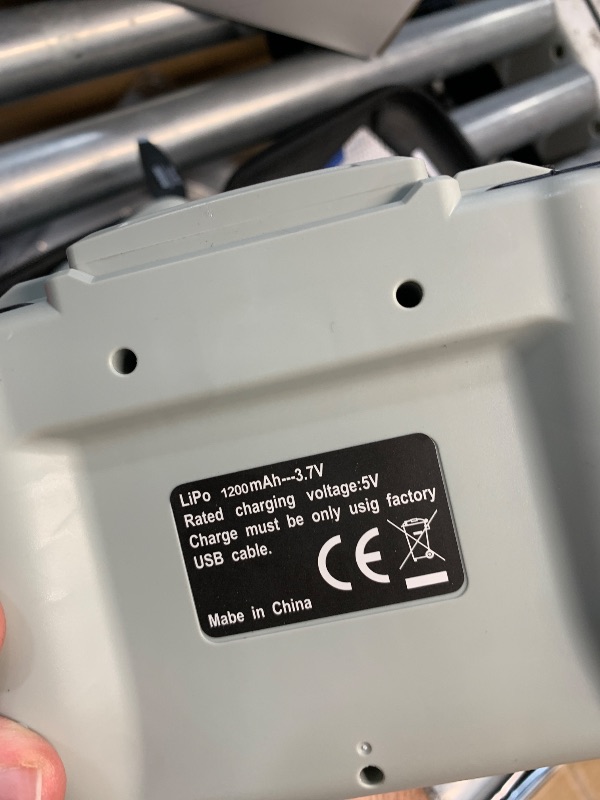 LiPo 1200mAh---3.7V
Rated charging voltage:5V
Charge must be only usig factory
USB cable.
CE
Mabe in China